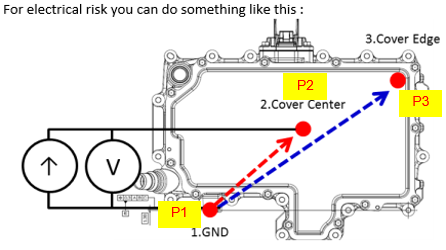 For electrical risk you can do something like this :
3.Cover Edge
P2
P3
2.Cover Center
V
P1
1.GND